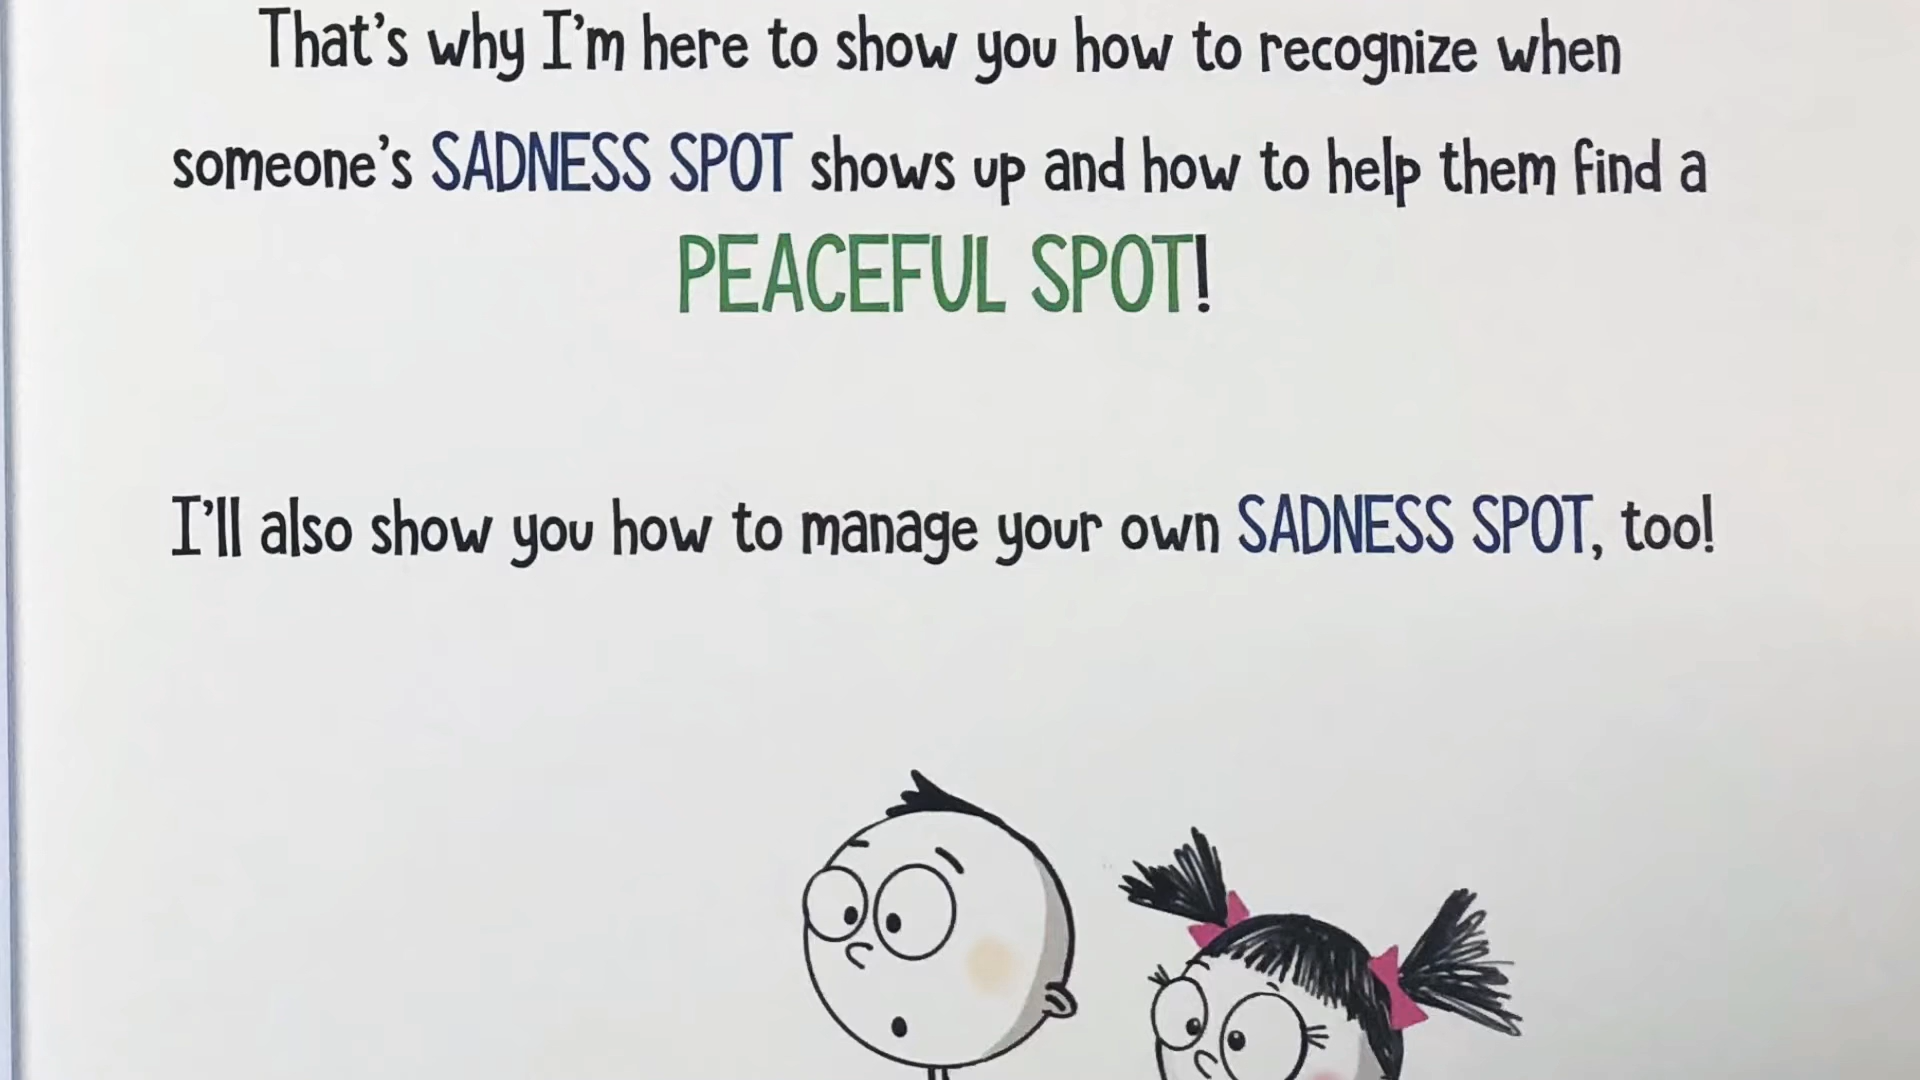 That's why I'm here to show you how to recognize when
someone's SADNESS SPOT shows up and how to help them find a
PEACEFUL SPOT!
I'll also show you how to manage your own SADNESS SPOT, too!